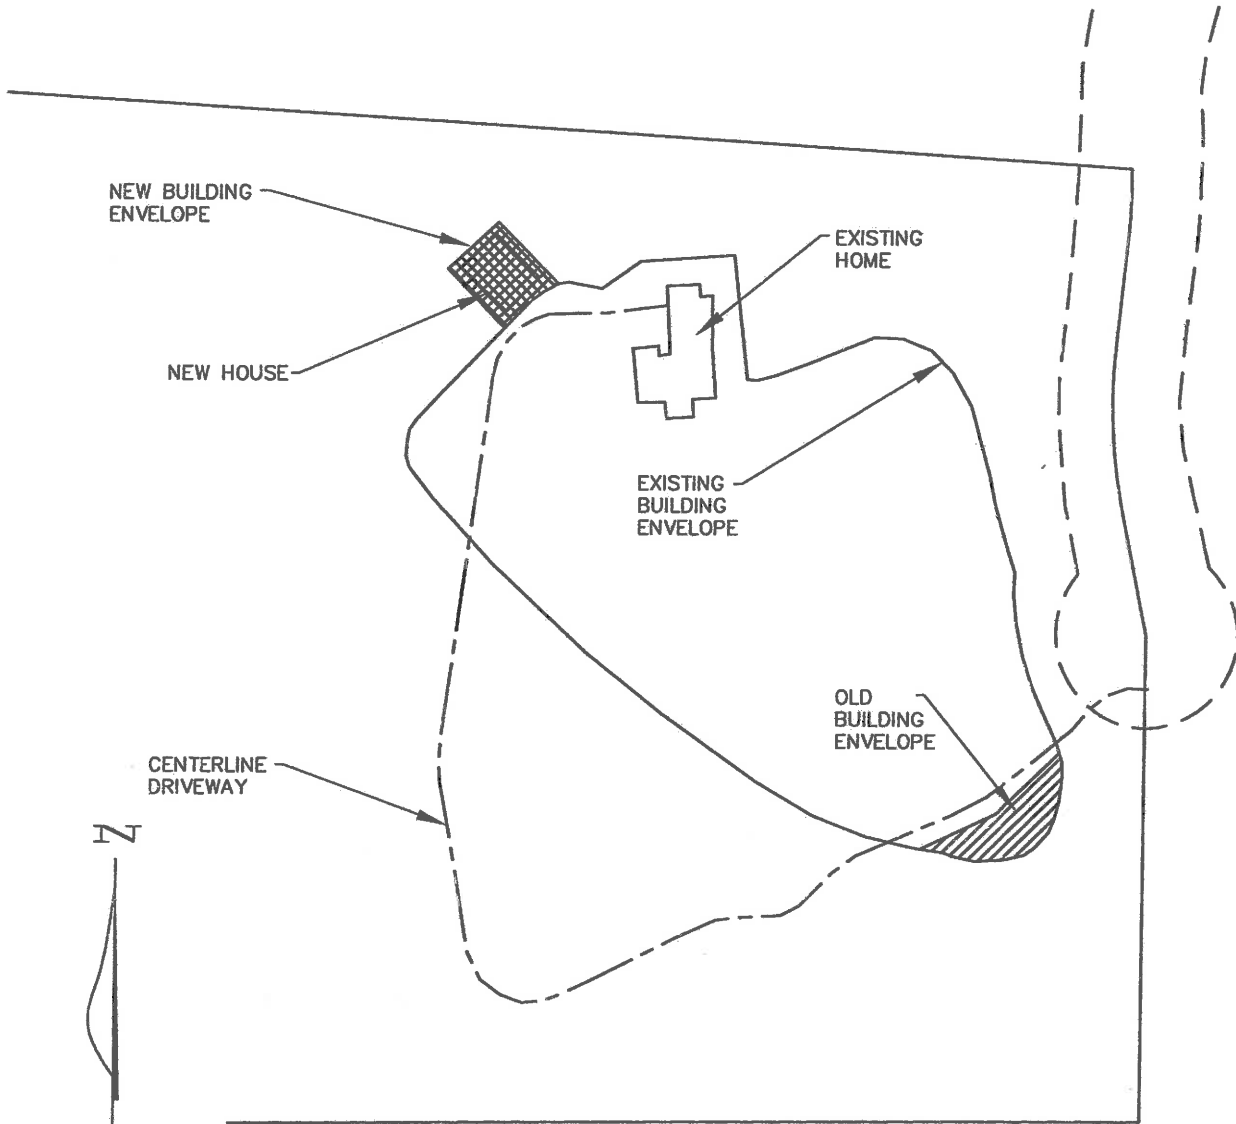 NEW BUILDING
ENVELOPE
EXISTING
HOME
NEW HOUSE
EXISTING
BUILDING
ENVELOPE
OLD
BUILDING
ENVELOPE
CENTERLINE
DRIVEWAY
N